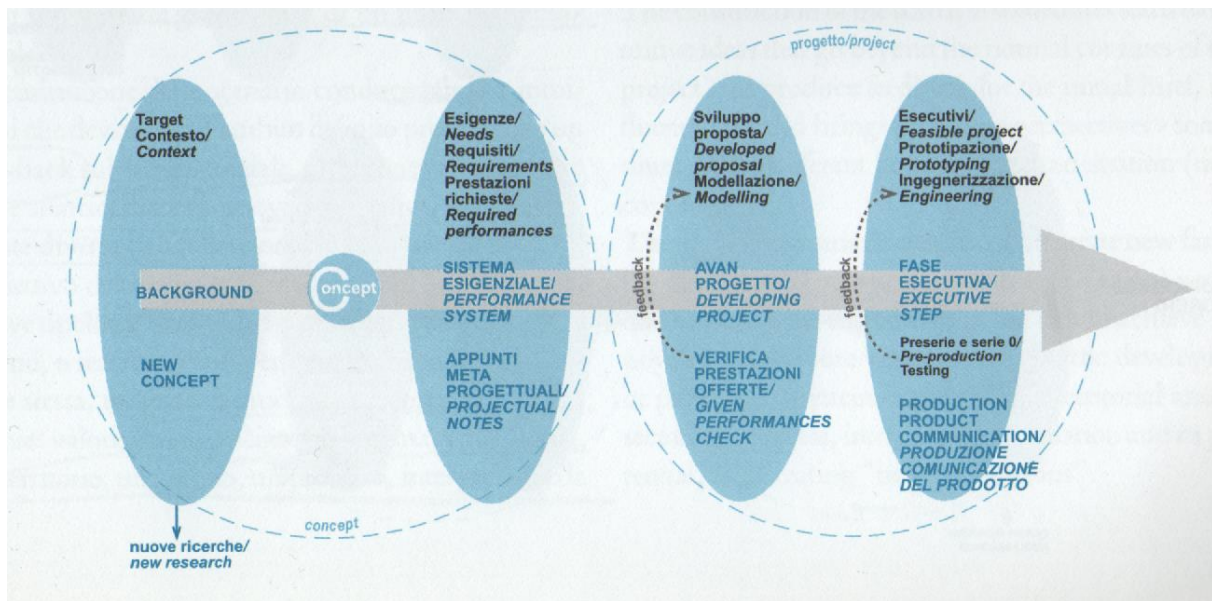 progetto/project
Target
Contesto/
Context
Esigenze/
Needs
Requisiti/
Requirements
Prestazioni
richieste/
Required
performances
Sviluppo
proposta/
Developed
proposal
Modellazione/
Modelling
Esecutivi/
Feasible project
Prototipazione/
Prototyping
Ingegnerizzazione/
Engineering
BACKGROUND
Concept
SISTEMA
ESIGENZIALE/
PERFORMANCE
SYSTEM
feedback
AVAN
PROGETTO/
DEVELOPING
PROJECT
feedback
FASE
ESECUTIVA/
EXECUTIVE
STEP
NEW
CONCEPT
APPUNTI
META
PROGETTUALI/
PROJECTUAL
NOTES
VERIFICA
PRESTAZIONI
OFFERTE/
GIVEN
PERFORMANCES
CHECK
Preserie e serie 0/
Pre-production
Testing
PRODUCTION
PRODUCT
COMMUNICATION/
PRODUZIONE
COMUNICAZIONE
DEL PRODOTTO
concept
nuove ricerche/
new research